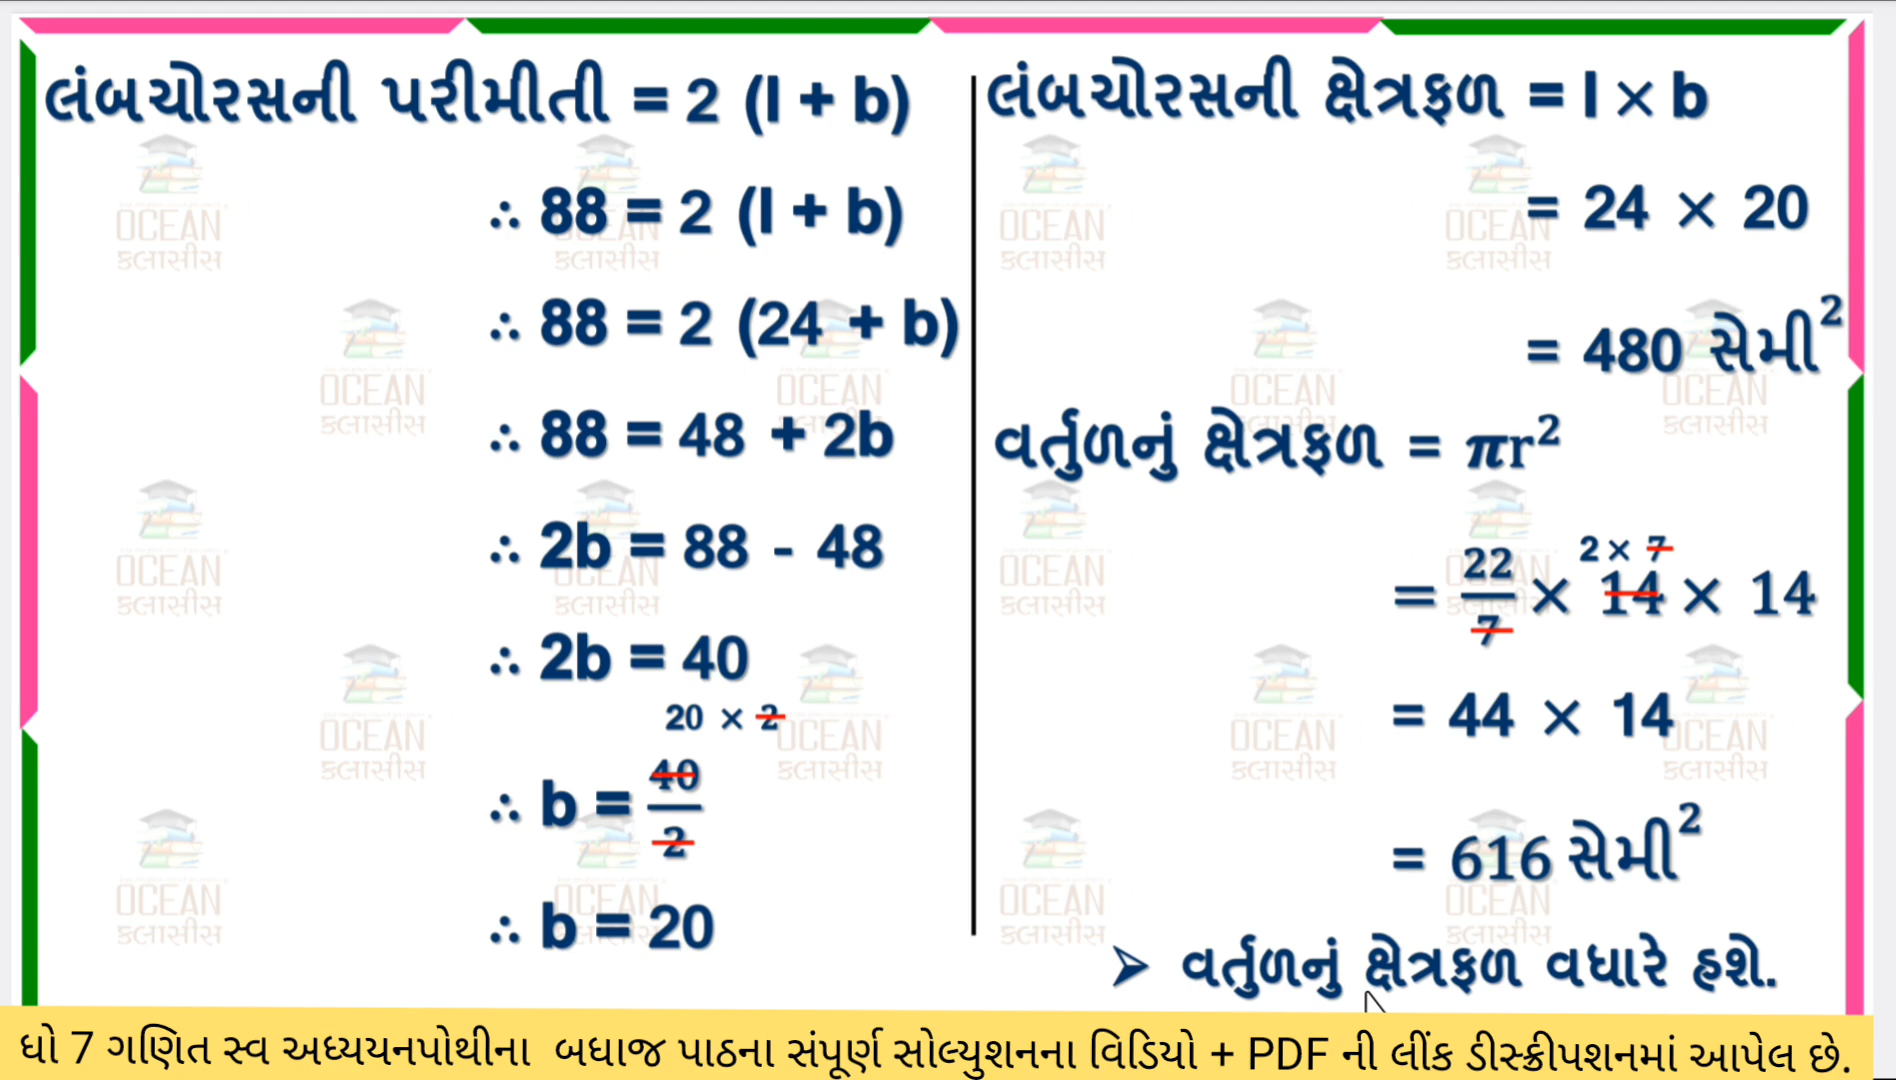 લંબચોરસની પરીમીતી = 2 (l + b)
∴ 88 = 2 (l + b)
∴ 88 = 2 (24 + b)
∴ 88 = 48 + 2b
∴ 2b = 88 - 48
∴ 2b = 40
20 × 2
∴ b = 40/2
∴ b = 20
લંબચોરસની ક્ષેત્રફળ = l × b
= 24 × 20
= 480 સેમી²
વર્તુળનું ક્ષેત્રફળ = πr²
2 × 7
= 22/7 × 14 × 14
= 44 × 14
= 616 સેમી²
➢ વર્તુળનું ક્ષેત્રફળ વધારે હશે.
ધો 7 ગણિત સ્વ અધ્યયનપોથીના બધાજ પાઠના સંપૂર્ણ સોલ્યુશનના વિડિયો + PDF ની લીંક ડીસ્ક્રીપશનમાં આપેલ છે.
OCEAN
કલાસીસ